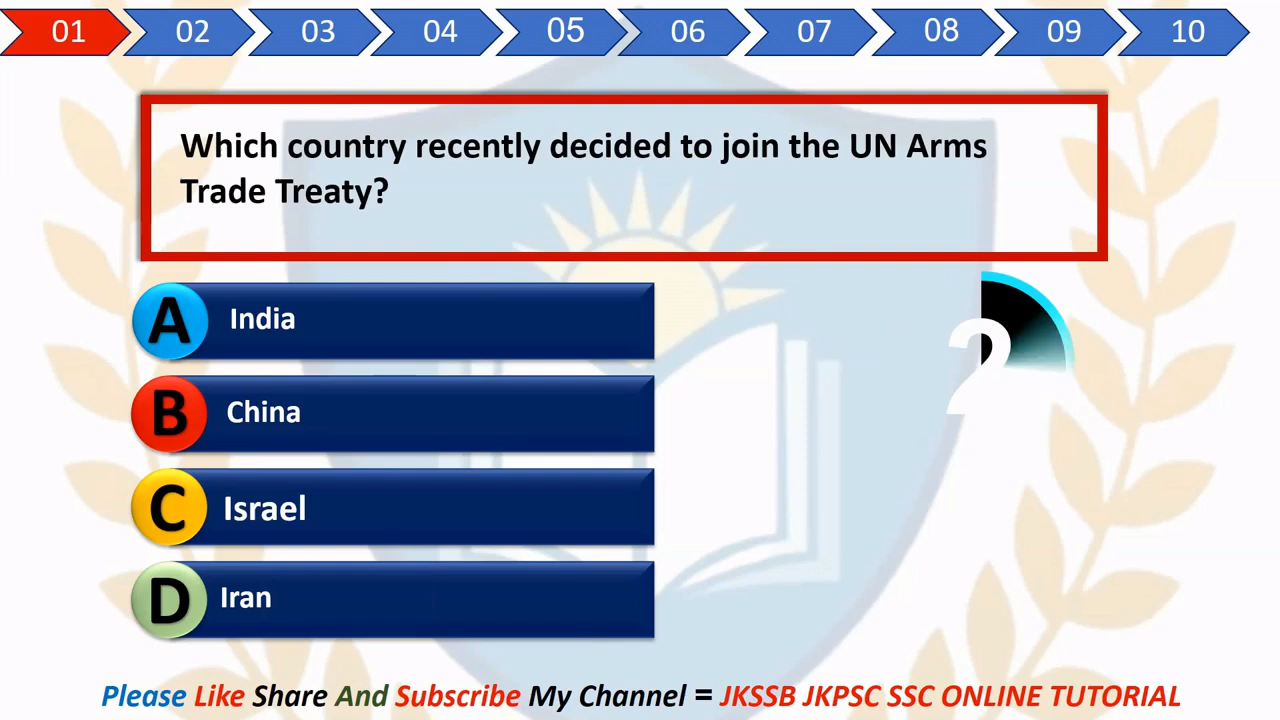 01 02 03 04 05 06 07 08 09 10
Which country recently decided to join the UN Arms
Trade Treaty?
A India
2
B China
C Israel
D Iran
Please Like Share And Subscribe My Channel = JKSSB JKPSC SSC ONLINE TUTORIAL